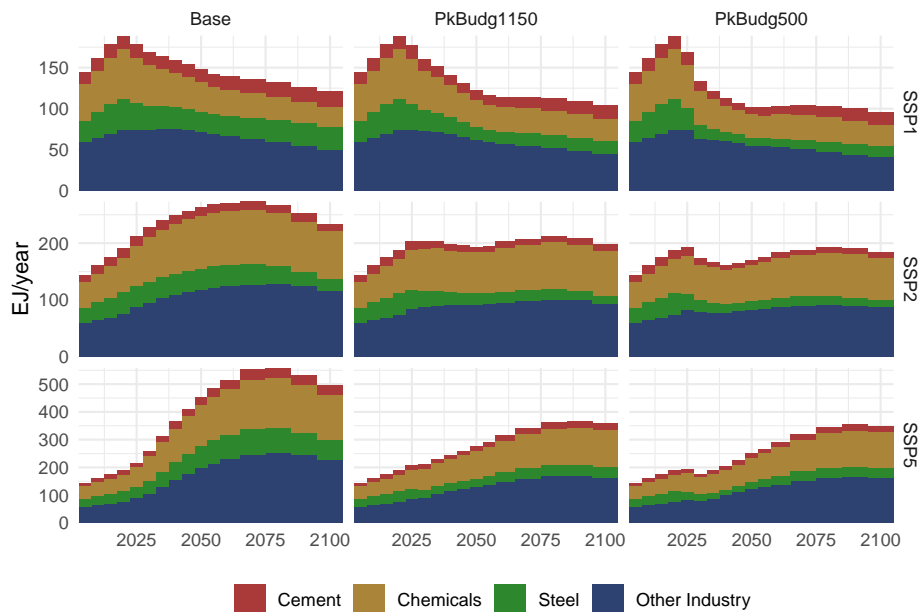 Base PkBudg1150 PkBudg500
150
100
50
0
SSP1
200
100
0
SSP2
500
400
300
200
100
0
SSP5
EJ/year
2025 2050 2075 2100 2025 2050 2075 2100 2025 2050 2075 2100
Cement Chemicals Steel Other Industry